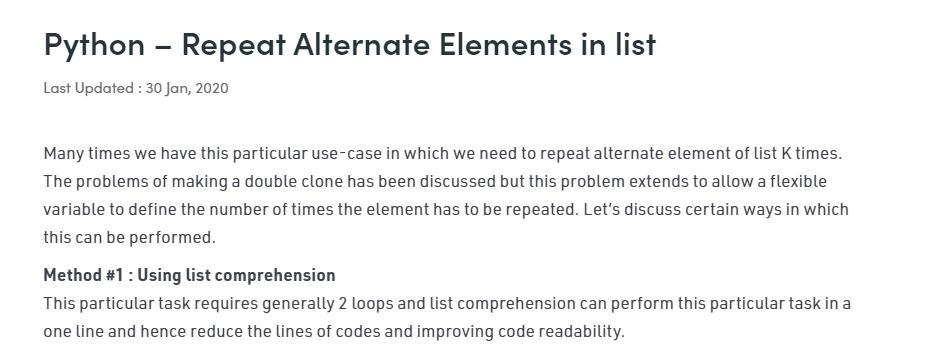 Python – Repeat Alternate Elements in list
Last Updated : 30 Jan, 2020
Many times we have this particular use-case in which we need to repeat alternate element of list K times.
The problems of making a double clone has been discussed but this problem extends to allow a flexible
variable to define the number of times the element has to be repeated. Let’s discuss certain ways in which
this can be performed.
Method #1 : Using list comprehension
This particular task requires generally 2 loops and list comprehension can perform this particular task in a
one line and hence reduce the lines of codes and improving code readability.